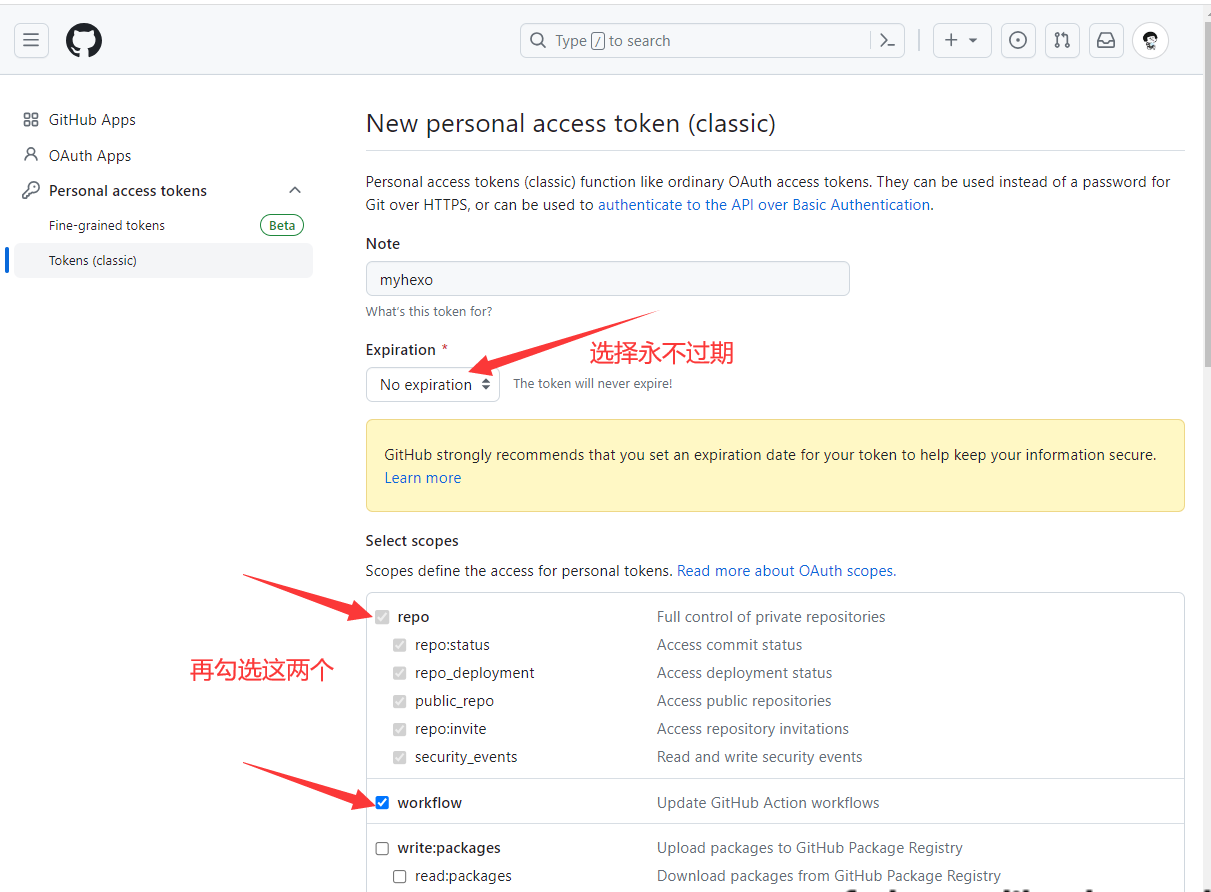 Type / to search
GitHub Apps
OAuth Apps
Personal access tokens
Fine-grained tokens
Beta
Tokens (classic)
New personal access token (classic)
Personal access tokens (classic) function like ordinary OAuth access tokens. They can be used instead of a password for
Git over HTTPS, or can be used to authenticate to the API over Basic Authentication.
Note
myhexo
What's this token for?
Expiration *
选择永不过期
No expiration
The token will never expire!
GitHub strongly recommends that you set an expiration date for your token to help keep your information secure.
Learn more
Select scopes
Scopes define the access for personal tokens. Read more about OAuth scopes.
repo Full control of private repositories
repo:status Access commit status
再勾选这两个
repo_deployment Access deployment status
public_repo Access public repositories
repo:invite Access repository invitations
security_events Read and write security events
workflow Update GitHub Action workflows
write:packages Upload packages to GitHub Package Registry
read:packages Download packages from GitHub Package Registry